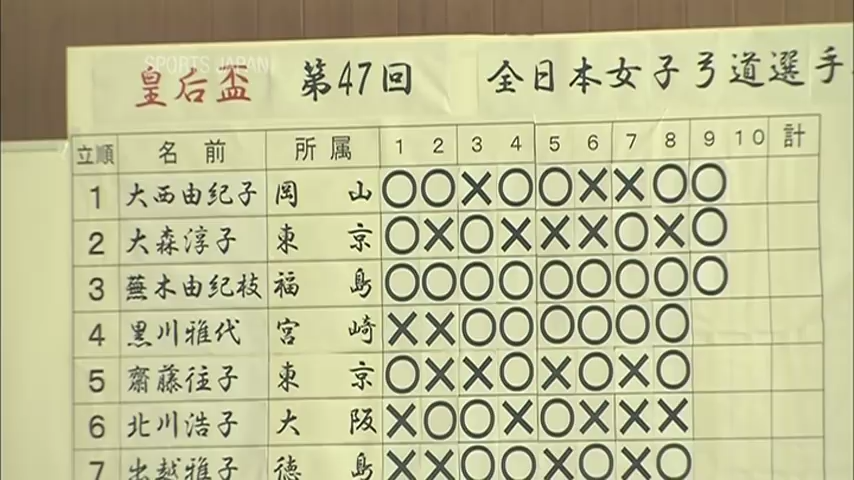 SPORTS JAPAN
皇后盃 第47回 全日本女子弓道選手
立順 名前 所属 1 2 3 4 5 6 7 8 9 10 計
1 大西由紀子 岡山 ○ ○ × ○ ○ × × ○ ○
2 大森淳子 東京 ○ × ○ × × × ○ × ○
3 蕪木由紀枝 福島 ○ ○ ○ ○ ○ ○ ○ ○ ○
4 黒川雅代 宮崎 × × ○ ○ ○ ○ ○ ○
5 齋藤往子 東京 ○ × × ○ × ○ × ○
6 北川浩子 大阪 × ○ ○ × ○ × × ×
7 出越雅子 徳島 × × ○ ○ × ○ × ○